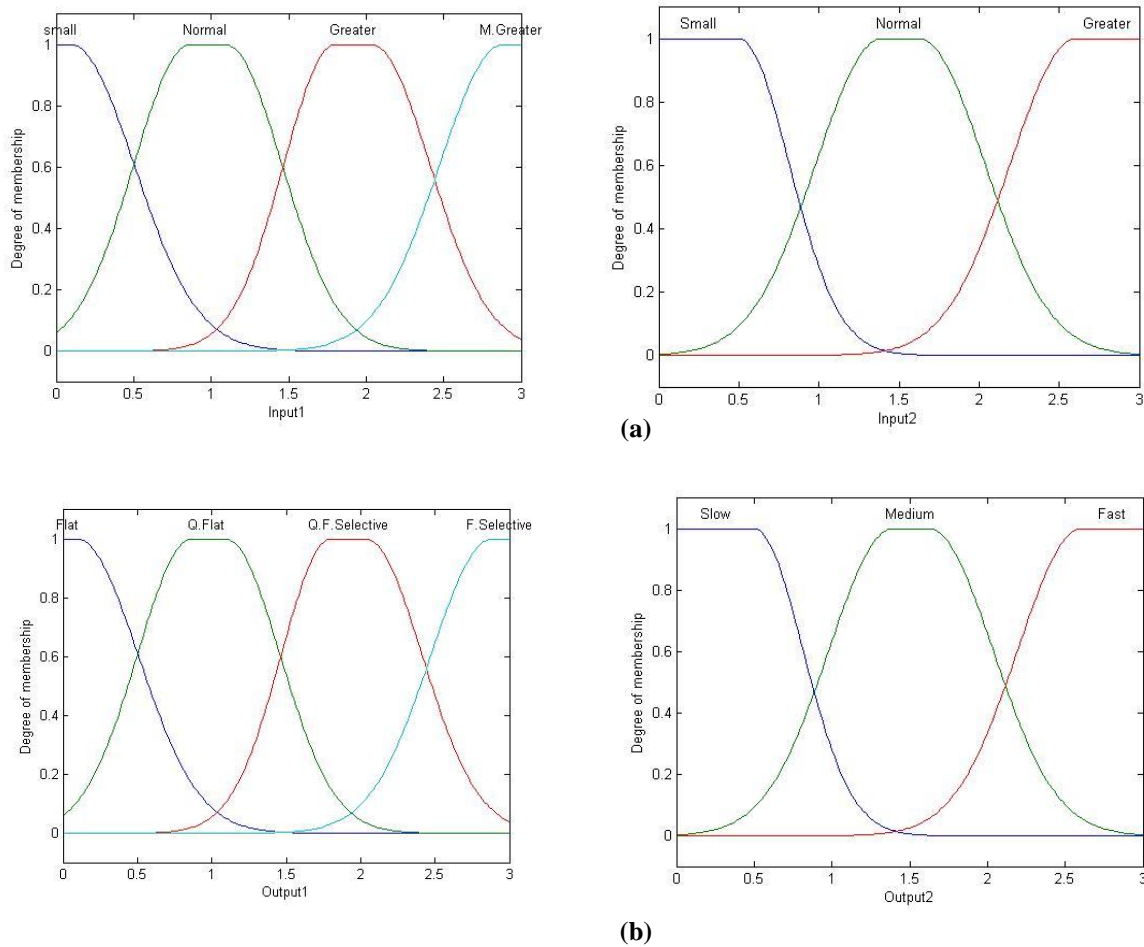 small Normal Greater M.Greater
1
0.8
0.6
0.4
0.2
0
Degree of membership
0 0.5 1 1.5 2 2.5 3
Input1
Small Normal Greater
1
0.8
0.6
0.4
0.2
0
Degree of membership
0 0.5 1 1.5 2 2.5 3
Input2
(a)
Flat Q.Flat Q.F.Selective F.Selective
1
0.8
0.6
0.4
0.2
0
Degree of membership
0 0.5 1 1.5 2 2.5 3
Output1
Slow Medium Fast
1
0.8
0.6
0.4
0.2
0
Degree of membership
0 0.5 1 1.5 2 2.5 3
Output2
(b)